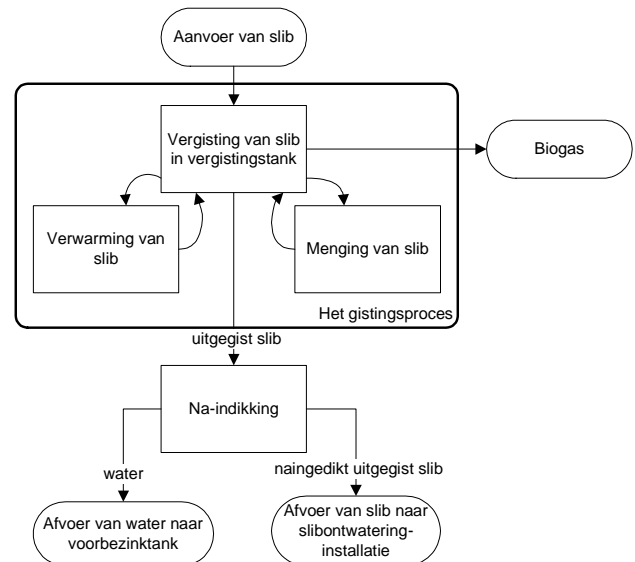 Aanvoer van slib
Vergisting van slib
in vergistingstank
Biogas
Verwarming van
slib
Menging van slib
Het gistingsproces
uitgegist slib
Na-indikking
water
naingedikt uitgegist slib
Afvoer van water naar
voorbezinktank
Afvoer van slib naar
slibontwatering-
installatie